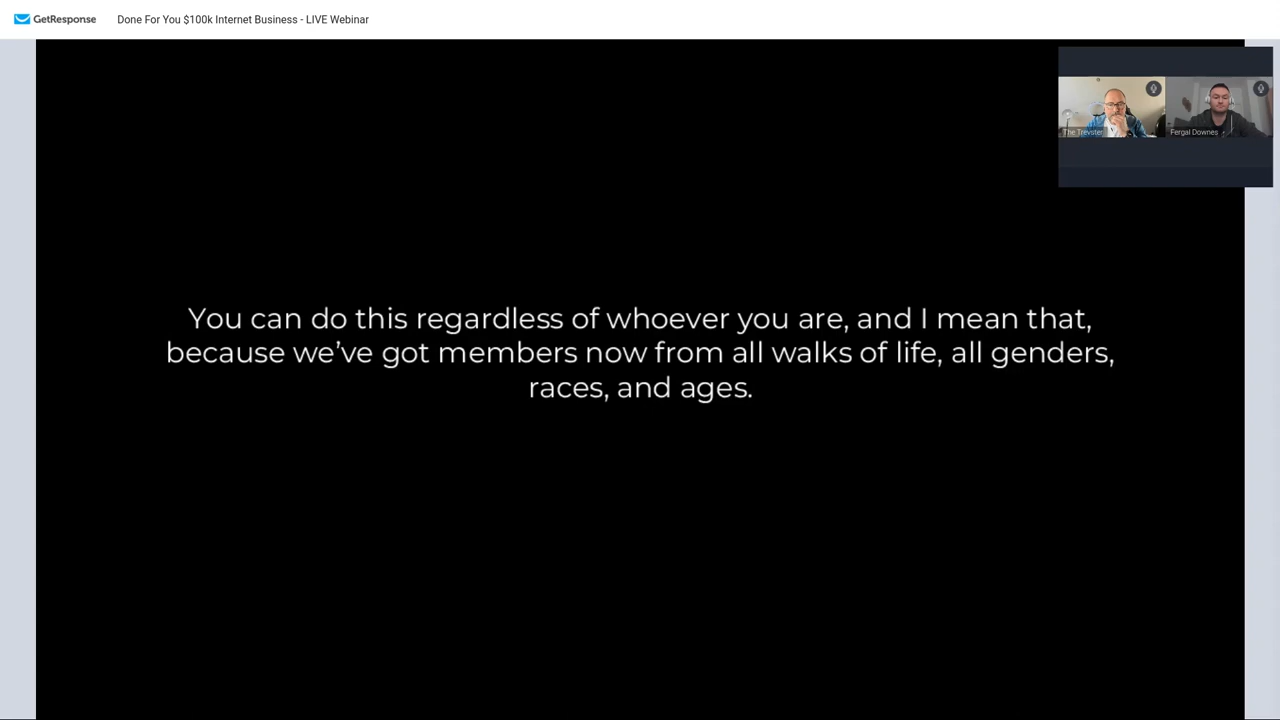 GetResponse
Done For You $100k Internet Business - LIVE Webinar
The Trevster
Fergal Downes
You can do this regardless of whoever you are, and I mean that,
because we’ve got members now from all walks of life, all genders,
races, and ages.